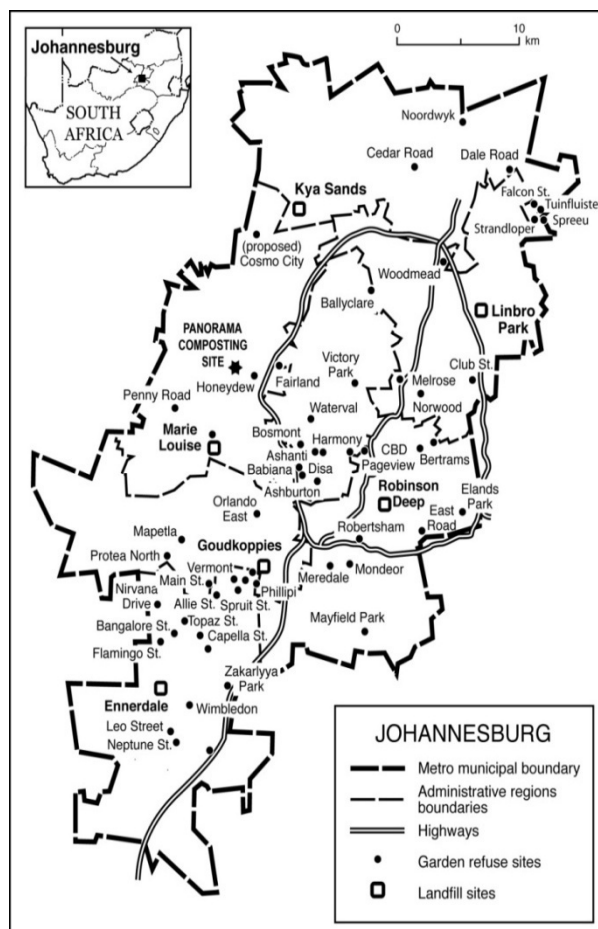 Johannesburg
SOUTH
AFRICA
0
10
km
Noordwyk
Cedar Road
Dale Road
Falcon St.
Tuinfluiste
Spreeu
Strandloper
Kya Sands
(proposed)
Cosmo City
Woodmead
Ballyclare
Linbro
Park
PANORAMA
COMPOSTING
SITE
Honeydew
Fairland
Victory
Park
Melrose
Club St.
Norwood
Penny Road
Waterval
Marie
Louise
Bosmont
Harmony
Ashanti
Babiana
Disa
CBD
Pageview
Bertrams
Ashburton
Robinson
Deep
Elands
Park
Orlando
East
East
Road
Robertsham
Mapetla
Goudkoppies
Protea North
Vermont
Main St.
Meredale
Mondeor
Nirvana
Drive
Phillipi
Allie St.
Spruit St.
Topaz St.
Bangalore St.
Capella St.
Mayfield Park
Flamingo St.
Zakarlyya
Park
Ennerdale
Wimbledon
Leo Street
Neptune St.
JOHANNESBURG
Metro municipal boundary
Administrative regions
boundaries
Highways
Garden refuse sites
Landfill sites